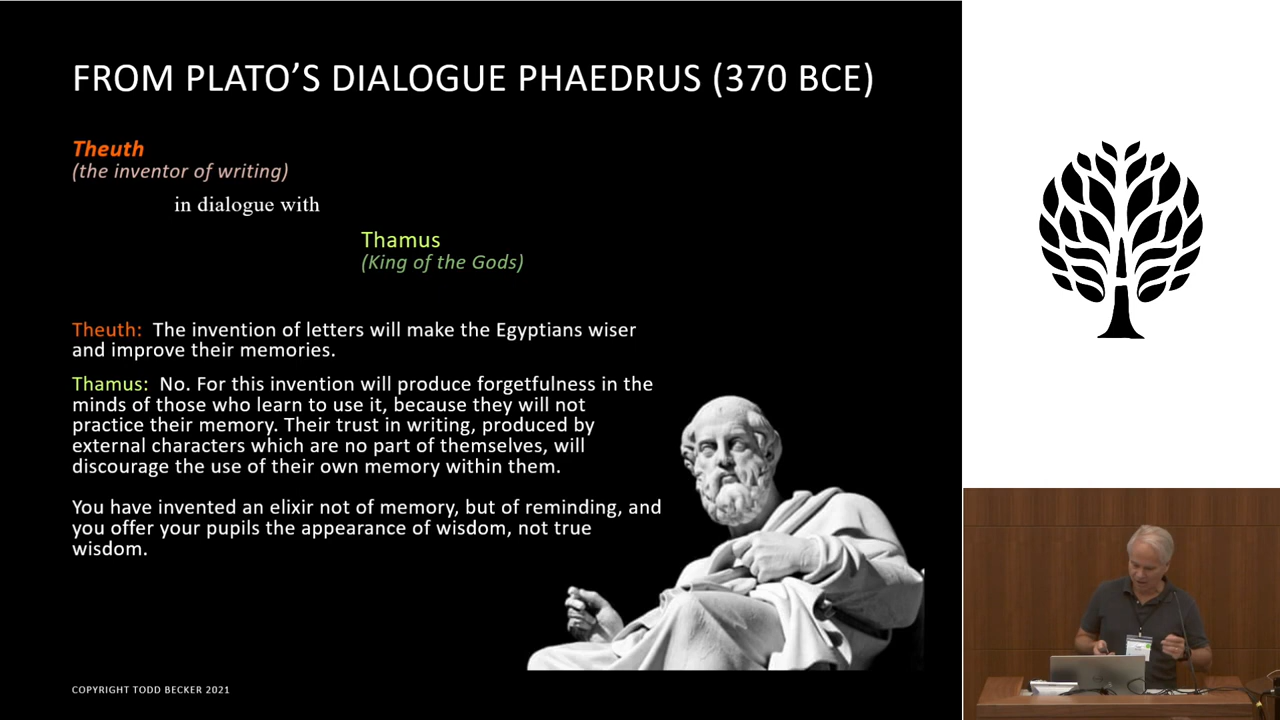 FROM PLATO'S DIALOGUE PHAEDRUS (370 BCE)
Theuth
(the inventor of writing)
in dialogue with
Thamus
(King of the Gods)
Theuth: The invention of letters will make the Egyptians wiser
and improve their memories.
Thamus: No. For this invention will produce forgetfulness in the
minds of those who learn to use it, because they will not
practice their memory. Their trust in writing, produced by
external characters which are no part of themselves, will
discourage the use of their own memory within them.
You have invented an elixir not of memory, but of reminding, and
you offer your pupils the appearance of wisdom, not true
wisdom.
COPYRIGHT TODD BECKER 2021